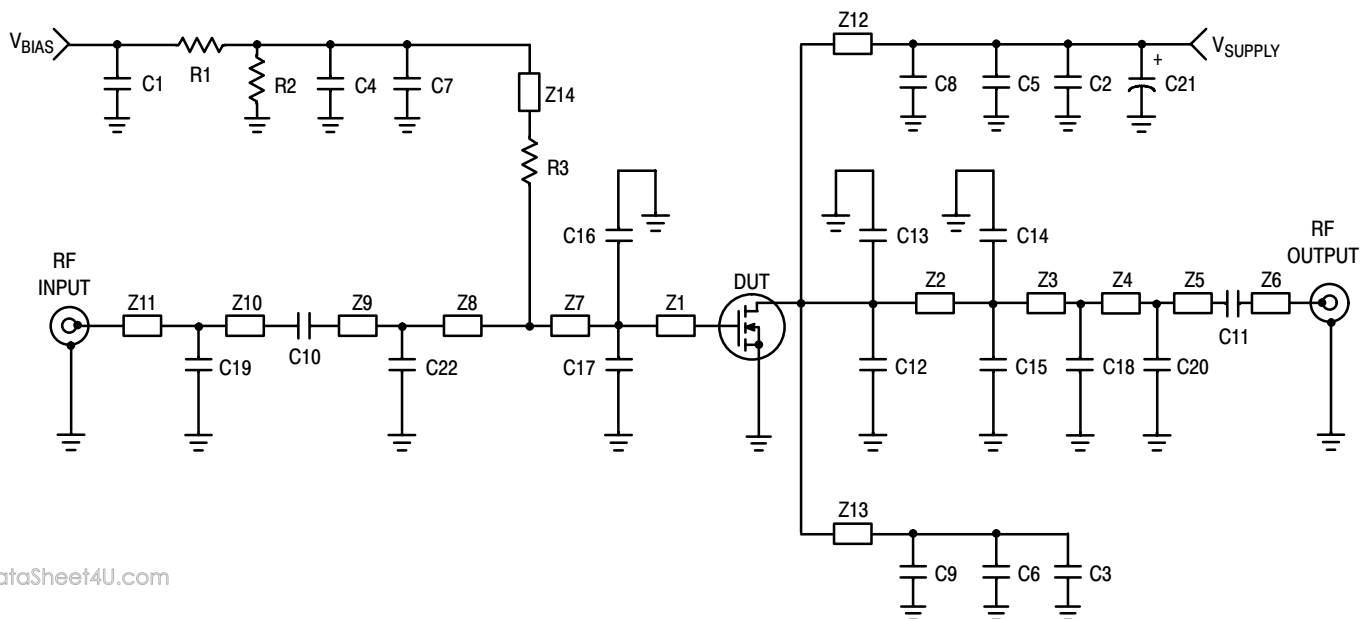 Z12
VBIAS
VSUPPLY
+
C1
R1
R2
C4
C7
Z14
C8
C5
C2
C21
R3
C16
C13
C14
RF
INPUT
RF
OUTPUT
DUT
Z11
Z10
Z9
Z8
Z7
Z1
Z2
Z3
Z4
Z5
Z6
C19
C10
C22
C17
C12
C15
C18
C20
C11
Z13
C9
C6
C3
ataSheet4U.com